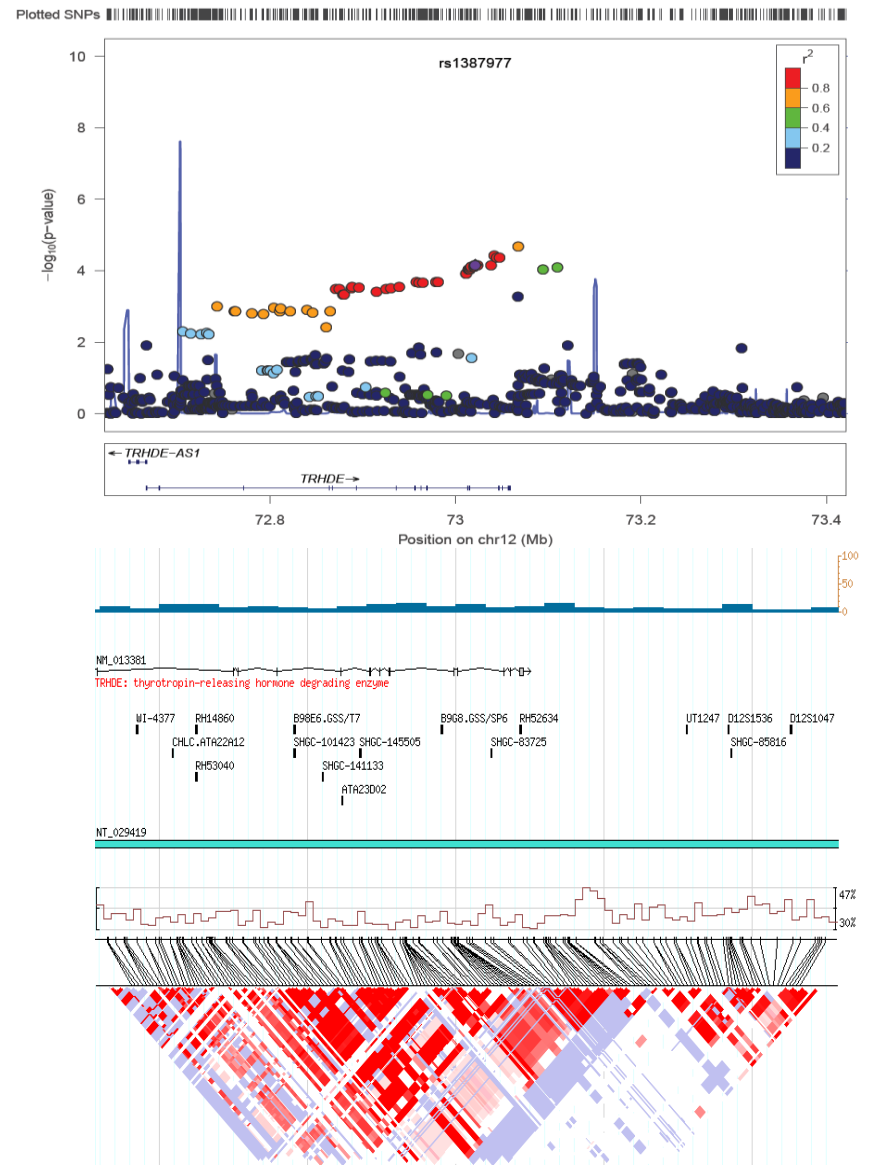 Plotted SNPs
rs1387977
r2
0.8
0.6
0.4
0.2
10
8
6
4
2
0
−log10(p−value)
←TRHDE−AS1
TRHDE→
72.8 73 73.2 73.4
Position on chr12 (Mb)
100
50
0
NM_013381
TRHDE: thyrotropin-releasing hormone degrading enzyme
WI-4377 RH14860 B98E6.GSS/T7 B9G8.GSS/SP6 RH52634 UT1247 D12S1536 D12S1047
CHLC.ATA22A12 SHGC-101423 SHGC-145505 SHGC-83725 SHGC-85816
RH53040 SHGC-141133
ATA23D02
NT_029419
47%
30%